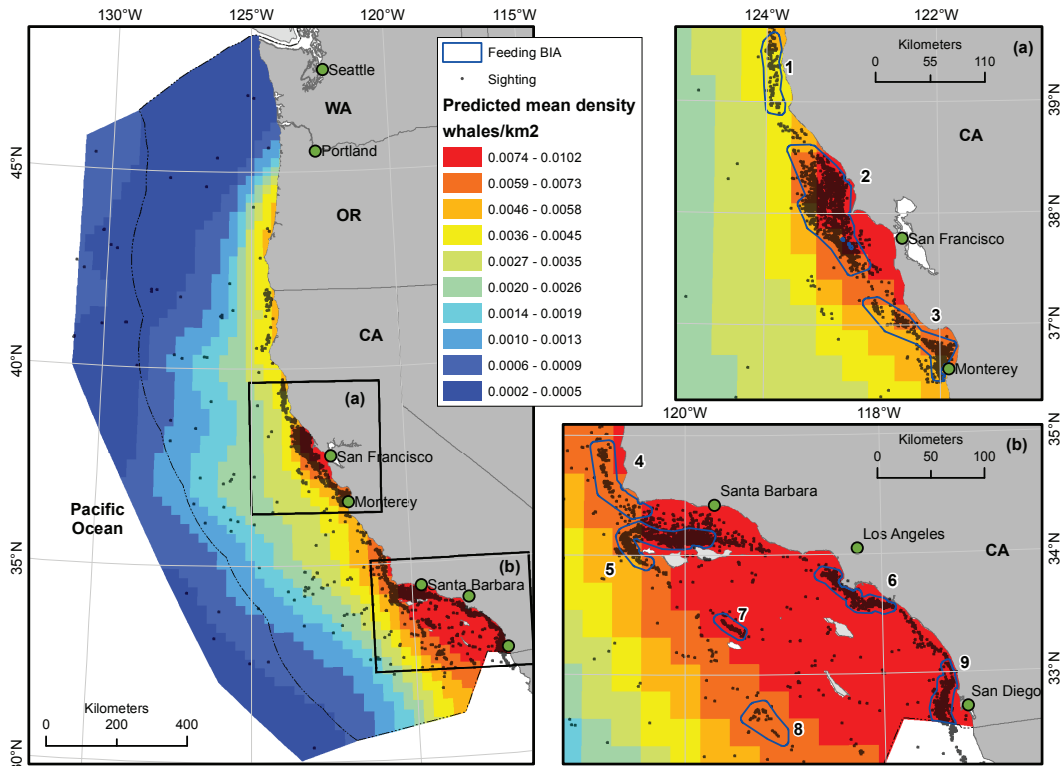 130°W
125°W
120°W
115°W
45°N
40°N
35°N
30°N
Seattle
WA
Portland
OR
CA
(a)
San Francisco
Monterey
Pacific
Ocean
(b)
Santa Barbara
Kilometers
0 200 400
Feeding BIA
Sighting
Predicted mean density
whales/km2
0.0074 - 0.0102
0.0059 - 0.0073
0.0046 - 0.0058
0.0036 - 0.0045
0.0027 - 0.0035
0.0020 - 0.0026
0.0014 - 0.0019
0.0010 - 0.0013
0.0006 - 0.0009
0.0002 - 0.0005
124°W
122°W
(a)
Kilometers
0 55 110
1
39°N
CA
2
38°N
San Francisco
3
37°N
Monterey
120°W
118°W
(b)
Kilometers
0 50 100
35°N
4
Santa Barbara
Los Angeles
CA
34°N
5
6
7
33°N
9
San Diego
8